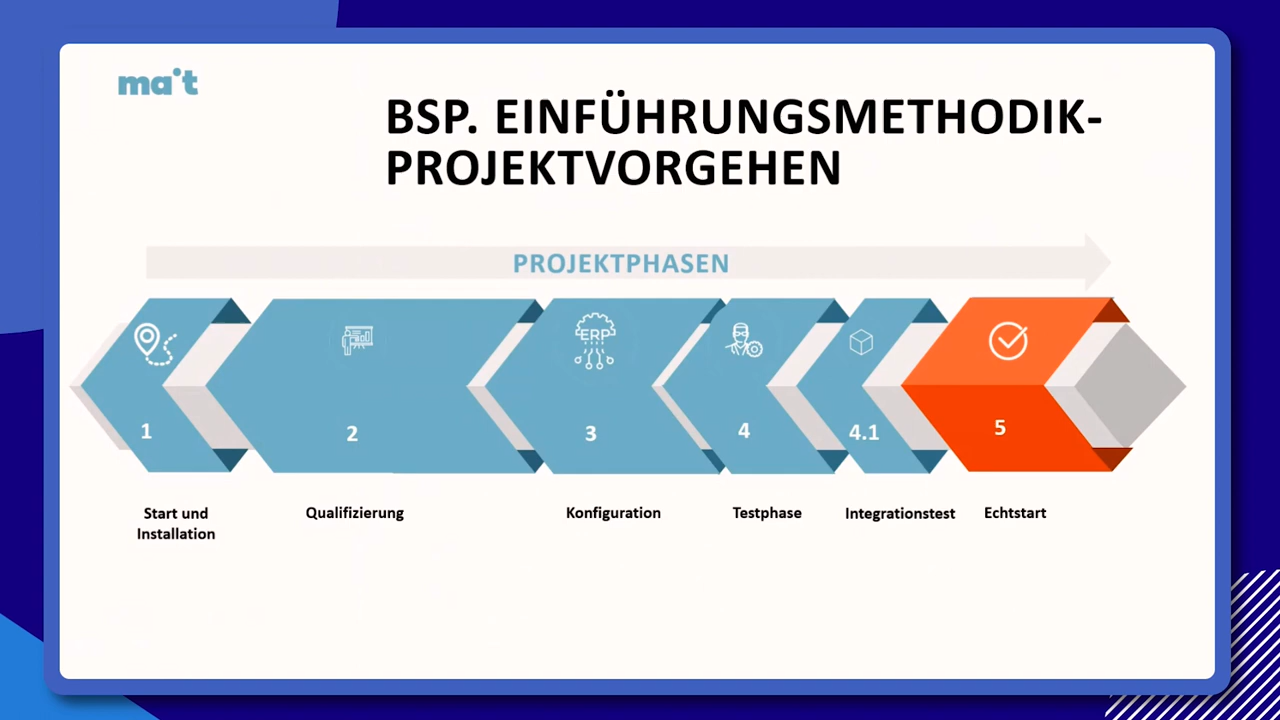 ma°t
BSP. EINFÜHRUNGSMETHODIK-
PROJEKTVORGEHEN
PROJEKTPHASEN
ERP
1
2
3
4
4.1
5
Start und
Installation
Qualifizierung
Konfiguration
Testphase
Integrationstest
Echtstart